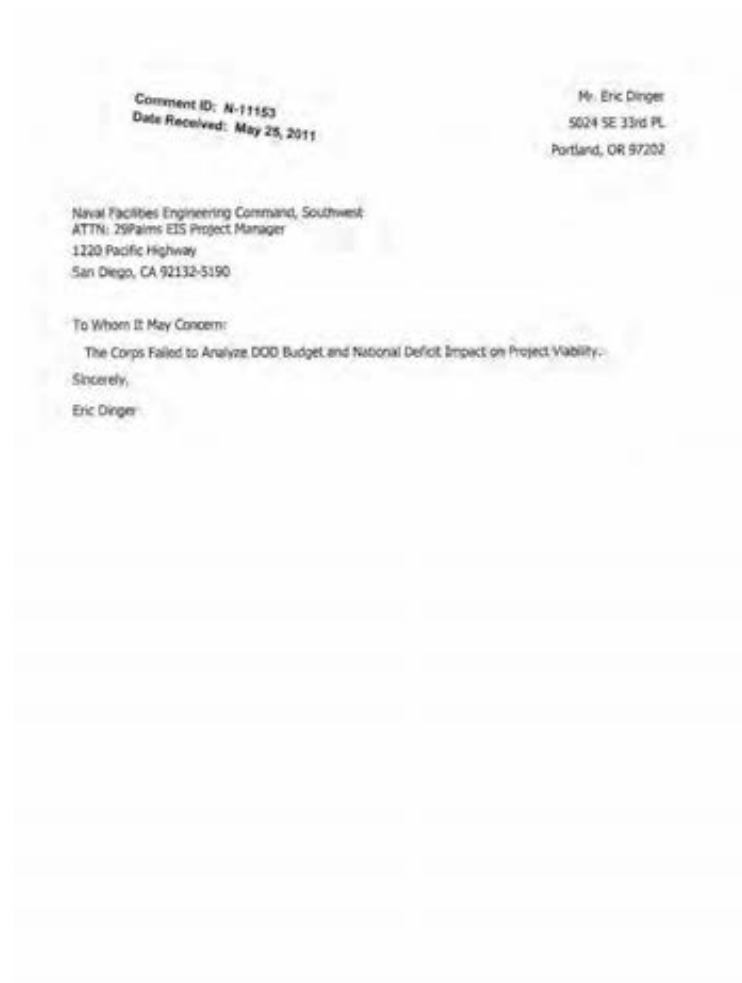 Comment ID: N-11153
Date Received: May 25, 2011
Mr. Eric Dinger
5024 SE 33rd PL
Portland, OR 97202
Naval Facilities Engineering Command, Southwest
ATTN: 29Palms EIS Project Manager
1220 Pacific Highway
San Diego, CA 92132-5190
To Whom It May Concern:
The Corps Failed to Analyze DOD Budget and National Deficit Impact on Project Viability.
Sincerely,
Eric Dinger